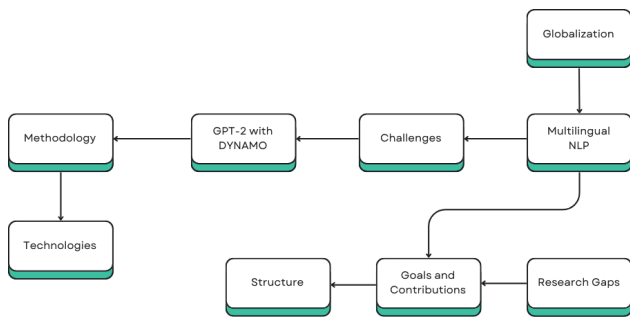 Globalization
Methodology
GPT-2 with
DYNAMO
Challenges
Multilingual
NLP
Technologies
Structure
Goals and
Contributions
Research Gaps